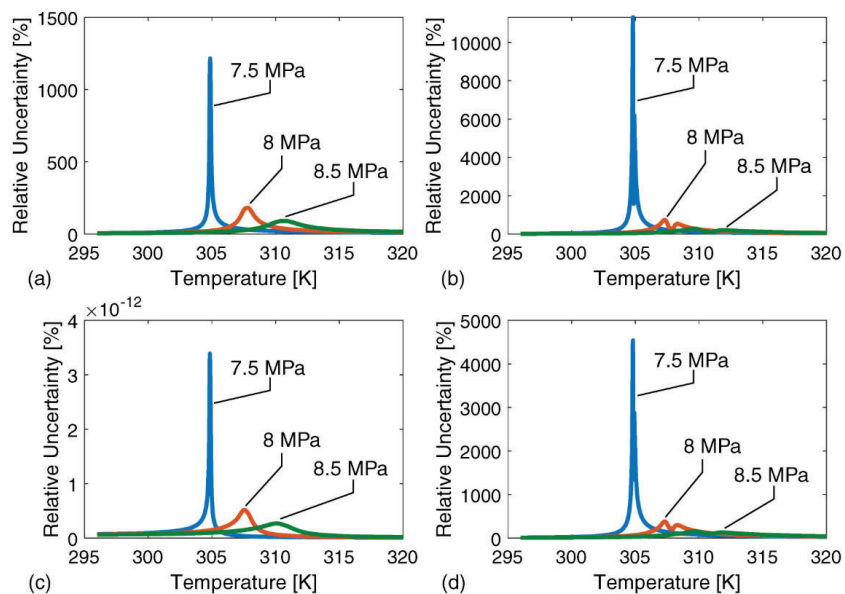 1500
1000
500
0
295 300 305 310 315 320
Relative Uncertainty [%]
Temperature [K]
7.5 MPa
8 MPa
8.5 MPa
(a)
10000
8000
6000
4000
2000
0
295 300 305 310 315 320
Relative Uncertainty [%]
Temperature [K]
7.5 MPa
8 MPa
8.5 MPa
(b)
×10⁻¹²
4
3
2
1
0
295 300 305 310 315 320
Relative Uncertainty [%]
Temperature [K]
7.5 MPa
8 MPa
8.5 MPa
(c)
5000
4000
3000
2000
1000
0
295 300 305 310 315 320
Relative Uncertainty [%]
Temperature [K]
7.5 MPa
8 MPa
8.5 MPa
(d)